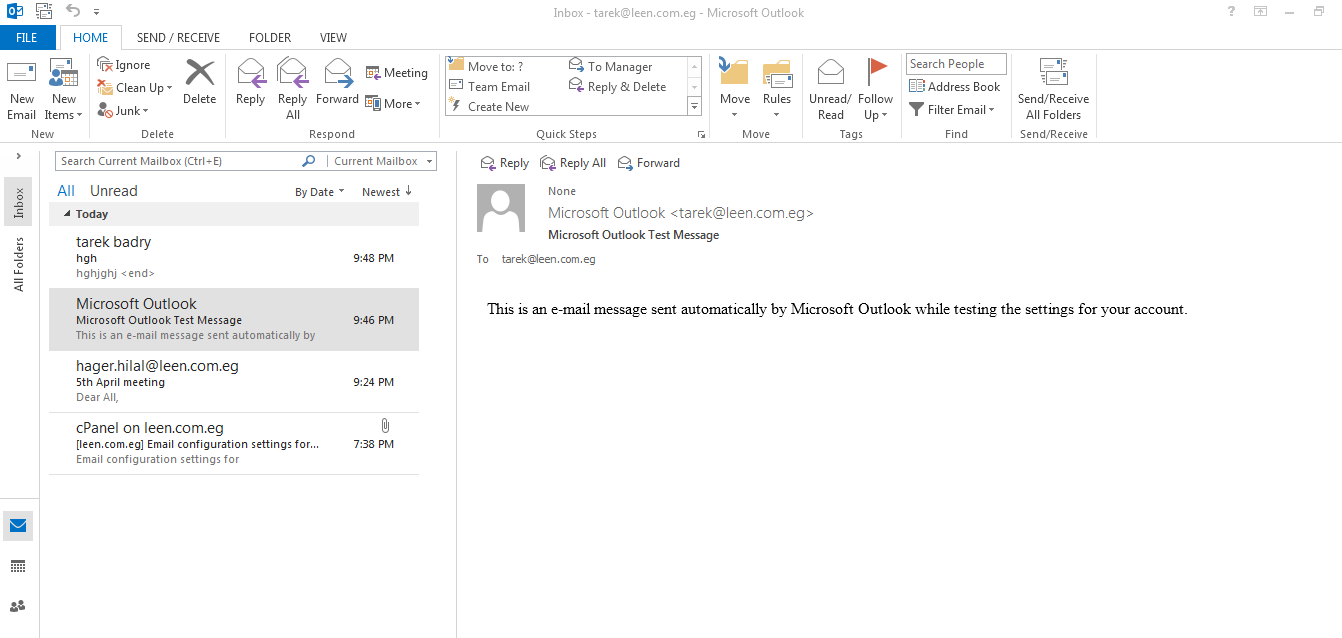 Inbox - tarek@leen.com.eg - Microsoft Outlook
?
FILE HOME SEND / RECEIVE FOLDER VIEW
New Email
New Items
New
Ignore
Clean Up
Junk
Delete
Delete
Reply
Reply All
Forward
Meeting
More
Respond
Move to: ?
Team Email
Create New
To Manager
Reply & Delete
Quick Steps
Move
Rules
Move
Unread/ Read
Follow Up
Tags
Search People
Address Book
Filter Email
Find
Send/Receive All Folders
Send/Receive
Inbox
All Folders
Search Current Mailbox (Ctrl+E) Current Mailbox
All Unread By Date Newest
Today
tarek badry
hgh 9:48 PM
hghjghj <end>
Microsoft Outlook
Microsoft Outlook Test Message 9:46 PM
This is an e-mail message sent automatically by
hager.hilal@leen.com.eg
5th April meeting 9:24 PM
Dear All,
cPanel on leen.com.eg
[leen.com.eg] Email configuration settings for... 7:38 PM
Email configuration settings for
Reply Reply All Forward
None
Microsoft Outlook <tarek@leen.com.eg>
Microsoft Outlook Test Message
To tarek@leen.com.eg
This is an e-mail message sent automatically by Microsoft Outlook while testing the settings for your account.